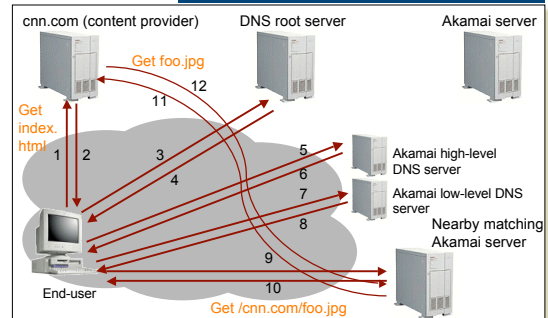 cnn.com (content provider)
DNS root server
Akamai server
Get foo.jpg
12
11
Get
index.
html
1
2
3
4
5
6
7
8
Akamai high-level
DNS server
Akamai low-level DNS
server
Nearby matching
Akamai server
9
10
End-user
Get /cnn.com/foo.jpg